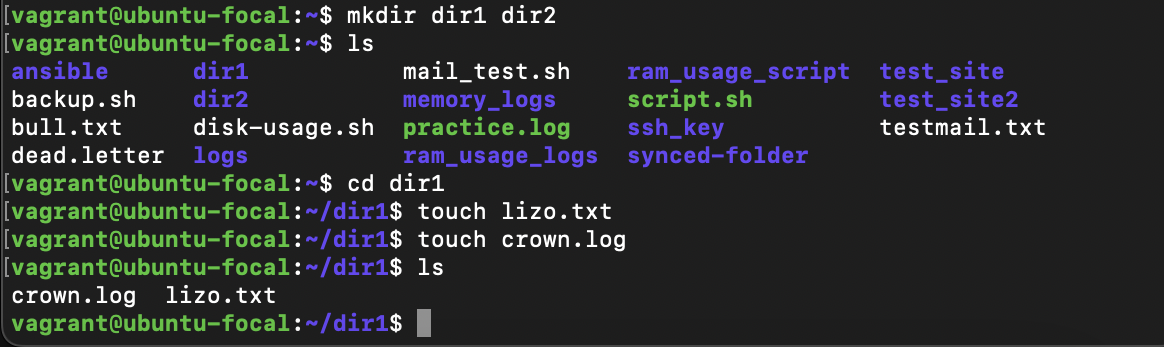 [vagrant@ubuntu-focal:~$ mkdir dir1 dir2
[vagrant@ubuntu-focal:~$ ls
ansible dir1 mail_test.sh ram_usage_script test_site
backup.sh dir2 memory_logs script.sh test_site2
bull.txt disk-usage.sh practice.log ssh_key testmail.txt
dead.letter logs ram_usage_logs synced-folder
[vagrant@ubuntu-focal:~$ cd dir1
[vagrant@ubuntu-focal:~/dir1$ touch lizo.txt
[vagrant@ubuntu-focal:~/dir1$ touch crown.log
[vagrant@ubuntu-focal:~/dir1$ ls
crown.log lizo.txt
vagrant@ubuntu-focal:~/dir1$